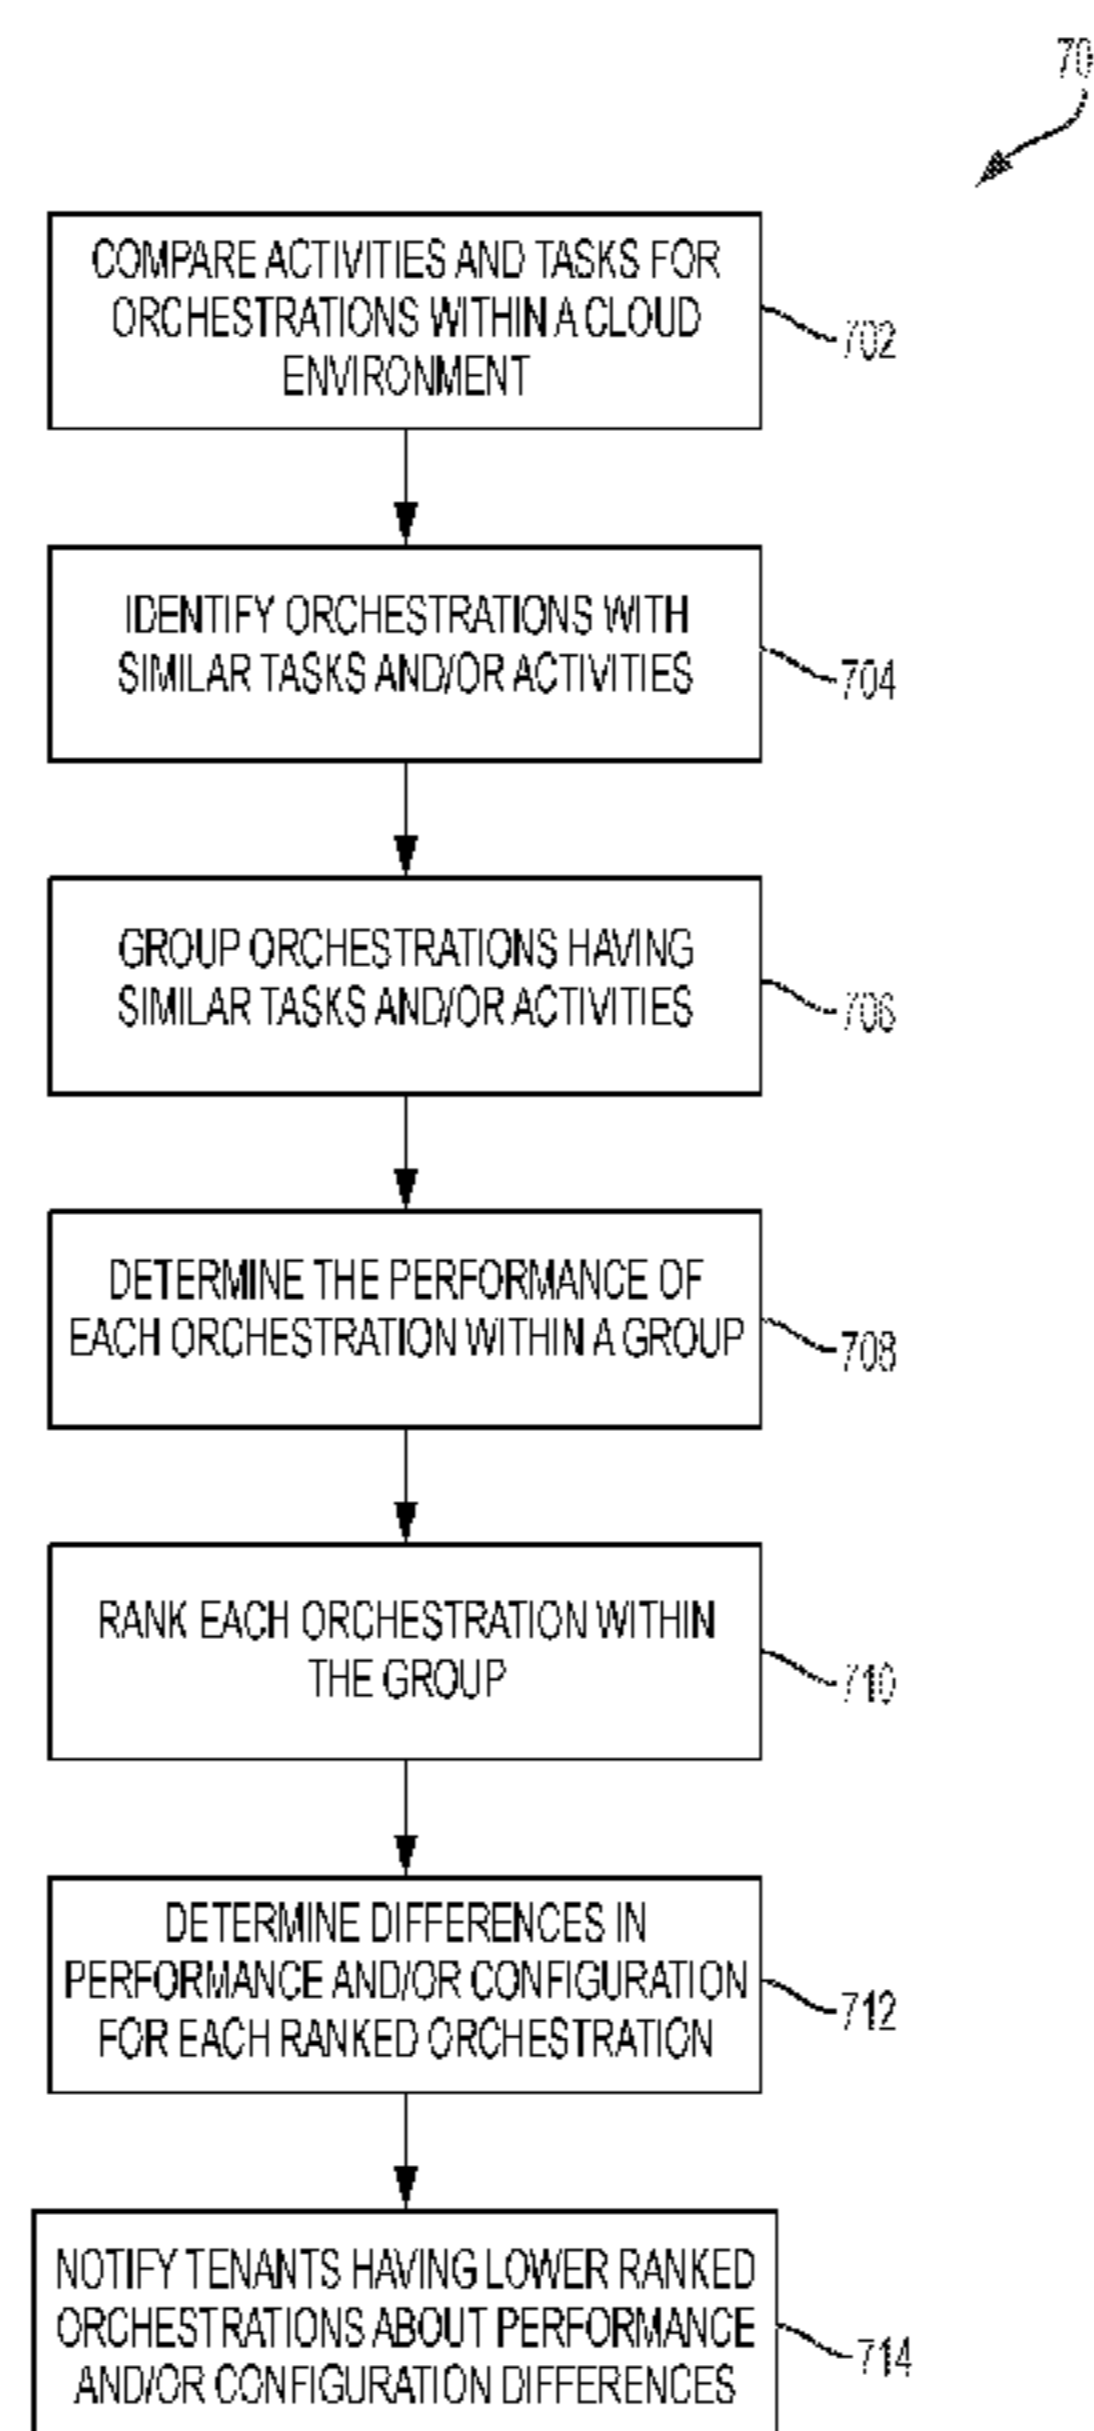 70
COMPARE ACTIVITIES AND TASKS FOR
ORCHESTRATIONS WITHIN A CLOUD
ENVIRONMENT
702
IDENTIFY ORCHESTRATIONS WITH
SIMILAR TASKS AND/OR ACTIVITIES
704
GROUP ORCHESTRATIONS HAVING
SIMILAR TASKS AND/OR ACTIVITIES
706
DETERMINE THE PERFORMANCE OF
EACH ORCHESTRATION WITHIN A GROUP
708
RANK EACH ORCHESTRATION WITHIN
THE GROUP
710
DETERMINE DIFFERENCES IN
PERFORMANCE AND/OR CONFIGURATION
FOR EACH RANKED ORCHESTRATION
712
NOTIFY TENANTS HAVING LOWER RANKED
ORCHESTRATIONS ABOUT PERFORMANCE
AND/OR CONFIGURATION DIFFERENCES
714